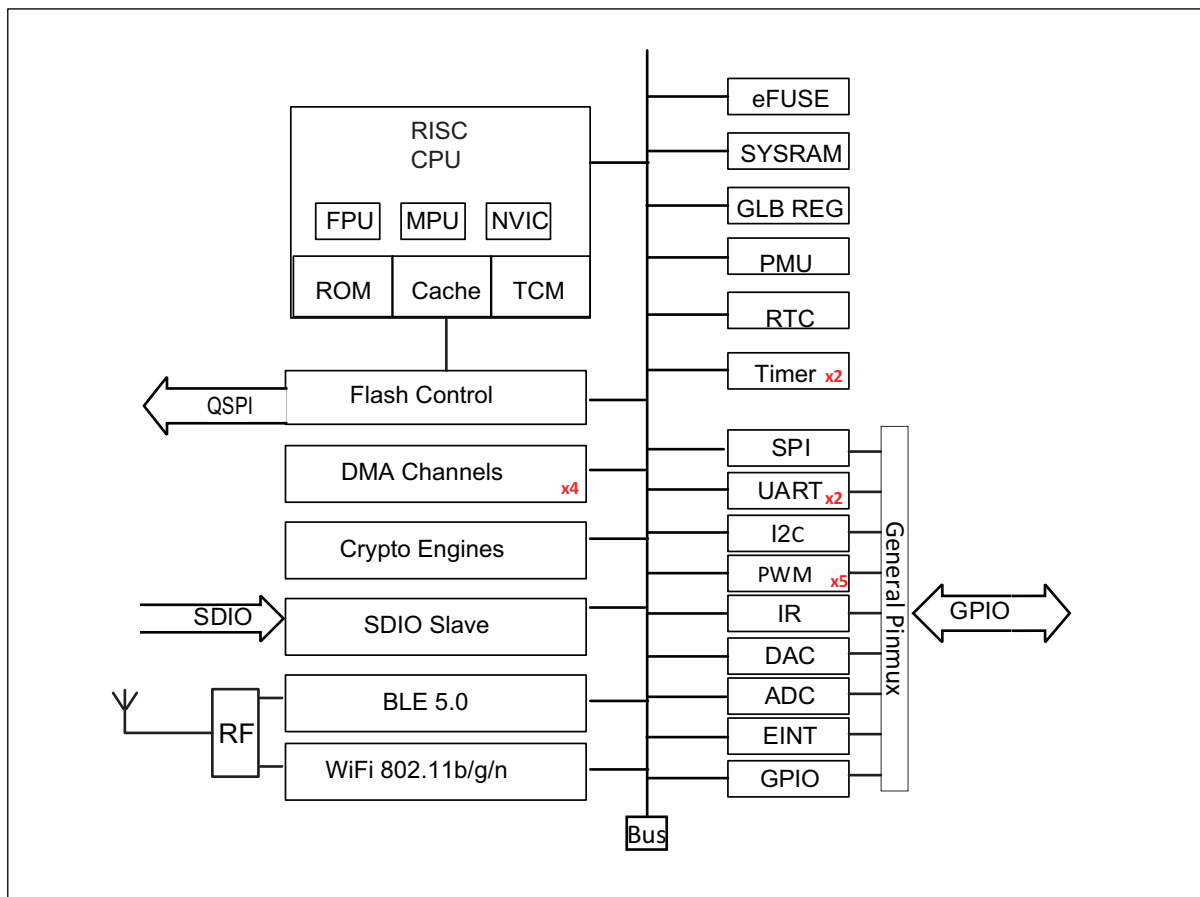 RISC
CPU
FPU
MPU
NVIC
ROM
Cache
TCM
QSPI
Flash Control
DMA Channels
x4
Crypto Engines
SDIO
SDIO Slave
RF
BLE 5.0
WiFi 802.11b/g/n
Bus
eFUSE
SYSRAM
GLB REG
PMU
RTC
Timer x2
SPI
UART x2
I2C
PWM x5
IR
DAC
ADC
EINT
GPIO
General Pinmux
GPIO